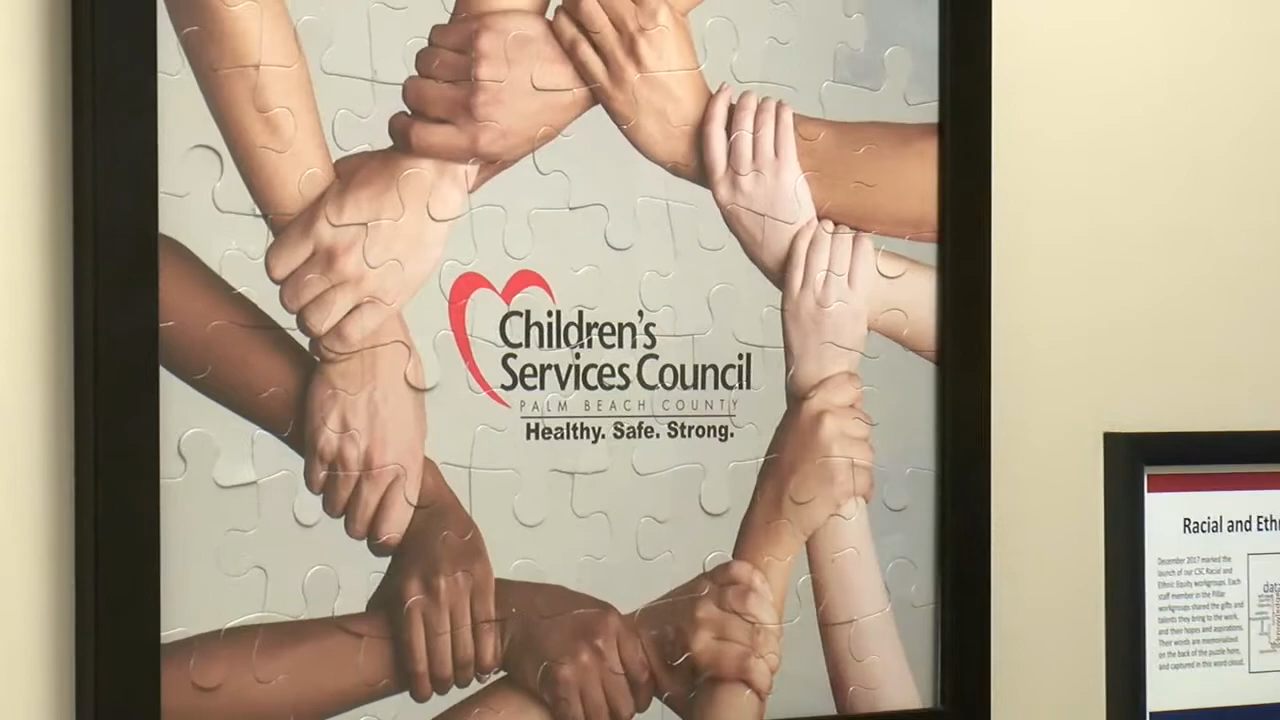 Children's
Services Council
PALM BEACH COUNTY
Healthy. Safe. Strong.
Racial and Eth
December 2017 marked the
launch of our CSC Racial and
Ethnic Equity workgroups. Each
staff member in the Pillar
workgroups shared the gifts and
talents they bring to the work,
and their hopes and aspirations.
Their words are memorialized
on the back of the puzzle here,
and captured in this word cloud.
data